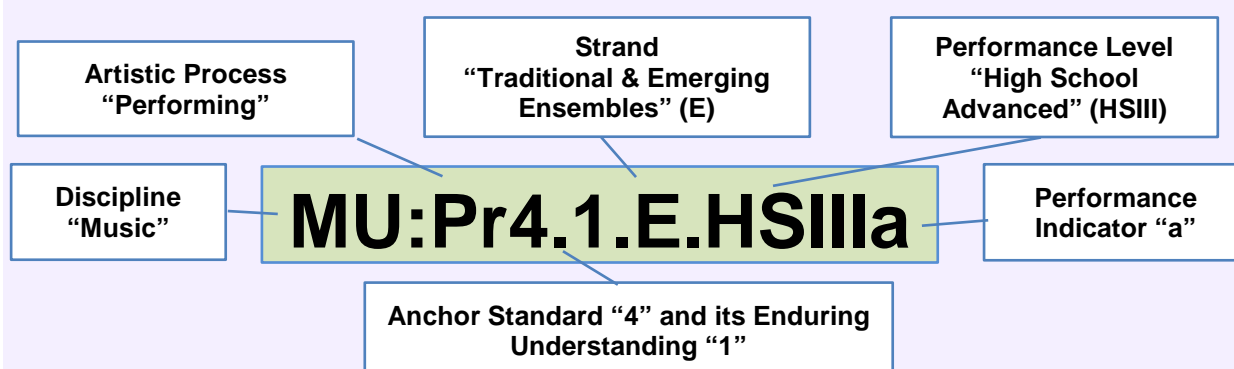 Artistic Process
“Performing”
Strand
“Traditional & Emerging
Ensembles” (E)
Performance Level
“High School
Advanced” (HSIII)
Discipline
“Music”
MU:Pr4.1.E.HSIIIa
Performance
Indicator “a”
Anchor Standard “4” and its Enduring
Understanding “1”